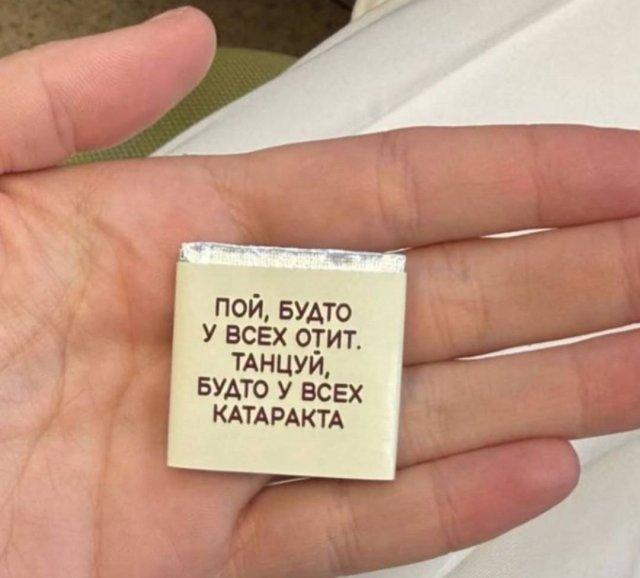 ПОЙ, БУДТО
У ВСЕХ ОТИТ.
ТАНЦУЙ,
БУДТО У ВСЕХ
КАТАРАКТА